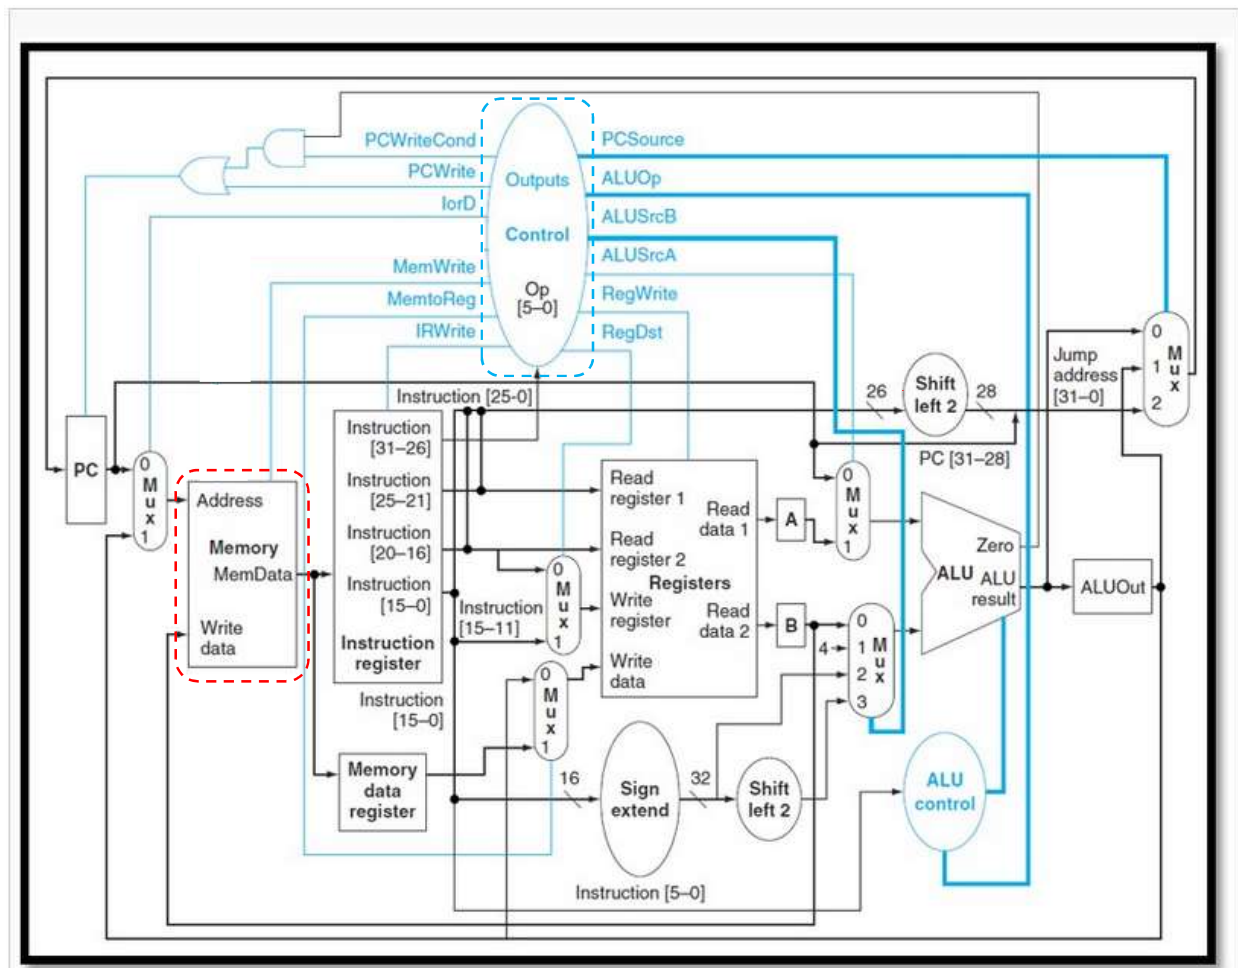 PCWriteCond
PCWrite
IorD
MemWrite
MemtoReg
IRWrite
Outputs
Control
Op
[5–0]
PCSource
ALUOp
ALUSrcB
ALUSrcA
RegWrite
RegDst
PC
0
M
u
x
1
Address
Memory
MemData
Write
data
Instruction [25-0]
Instruction
[31–26]
Instruction
[25–21]
Instruction
[20–16]
Instruction
[15–0]
Instruction
register
Instruction
[15–0]
Memory
data
register
Instruction
[15–11]
0
M
u
x
1
0
M
u
x
1
Read
register 1
Read
register 2
Registers
Write
register
Write
data
Read
data 1
Read
data 2
A
B
16
Sign
extend
32
Shift
left 2
Instruction [5–0]
26
Shift
left 2
28
Jump
address
[31–0]
PC [31–28]
0
M
u
x
1
4
0
1
2
3
M
u
x
Zero
ALU
ALU
result
ALUOut
ALU
control
0
1
2
M
u
x